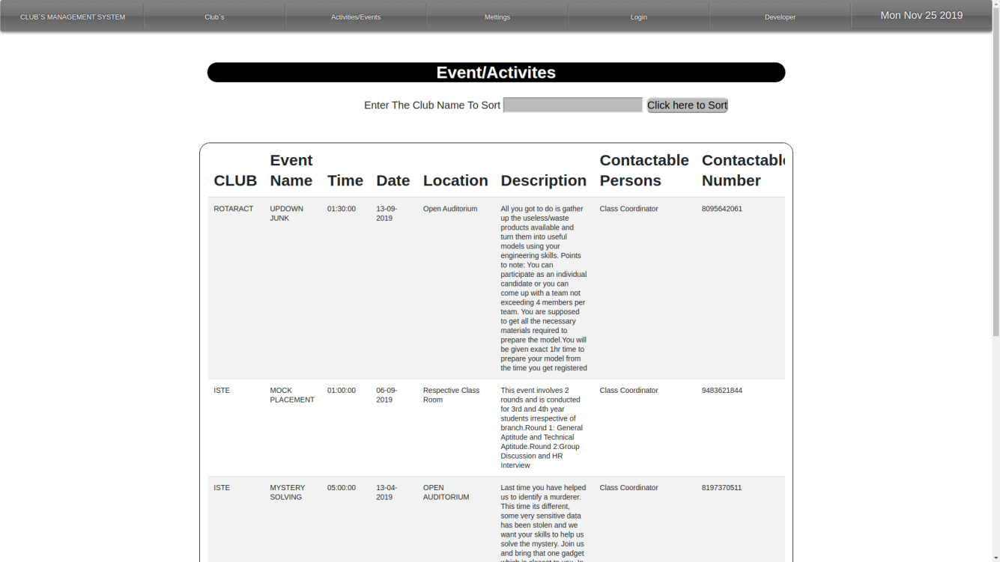 CLUB`S MANAGEMENT SYSTEM
Club`s
Activities/Events
Mettings
Login
Developer
Mon Nov 25 2019
Event/Activites
Enter The Club Name To Sort
Click here to Sort
CLUB
Event
Name
Time
Date
Location
Description
Contactable
Persons
Contactable
Number
ROTARACT
UPDOWN
JUNK
01:30:00
13-09-
2019
Open Auditorium
All you got to do is gather
up the useless/waste
products available and
turn them into useful
models using your
engineering skills. Points
to note: You can
participate as an individual
candidate or you can
come up with a team not
exceeding 4 members per
team. You are supposed
to get all the necessary
materials required to
prepare the model.You will
be given exact 1hr time to
prepare your model from
the time you get registered
Class Coordinator
8095642061
ISTE
MOCK
PLACEMENT
01:00:00
06-09-
2019
Respective Class
Room
This event involves 2
rounds and is conducted
for 3rd and 4th year
students irrespective of
branch.Round 1: General
Aptitude and Technical
Aptitude.Round 2:Group
Discussion and HR
Interview
Class Coordinator
9483621844
ISTE
MYSTERY
SOLVING
05:00:00
13-04-
2019
OPEN
AUDITORIUM
Last time you have helped
us to identify a murderer.
This time its different,
some very sensitive data
has been stolen and we
want your skills to help us
solve the mystery. Join us
and bring that one gadget
which is closest to you. In
Class Coordinator
8197370511